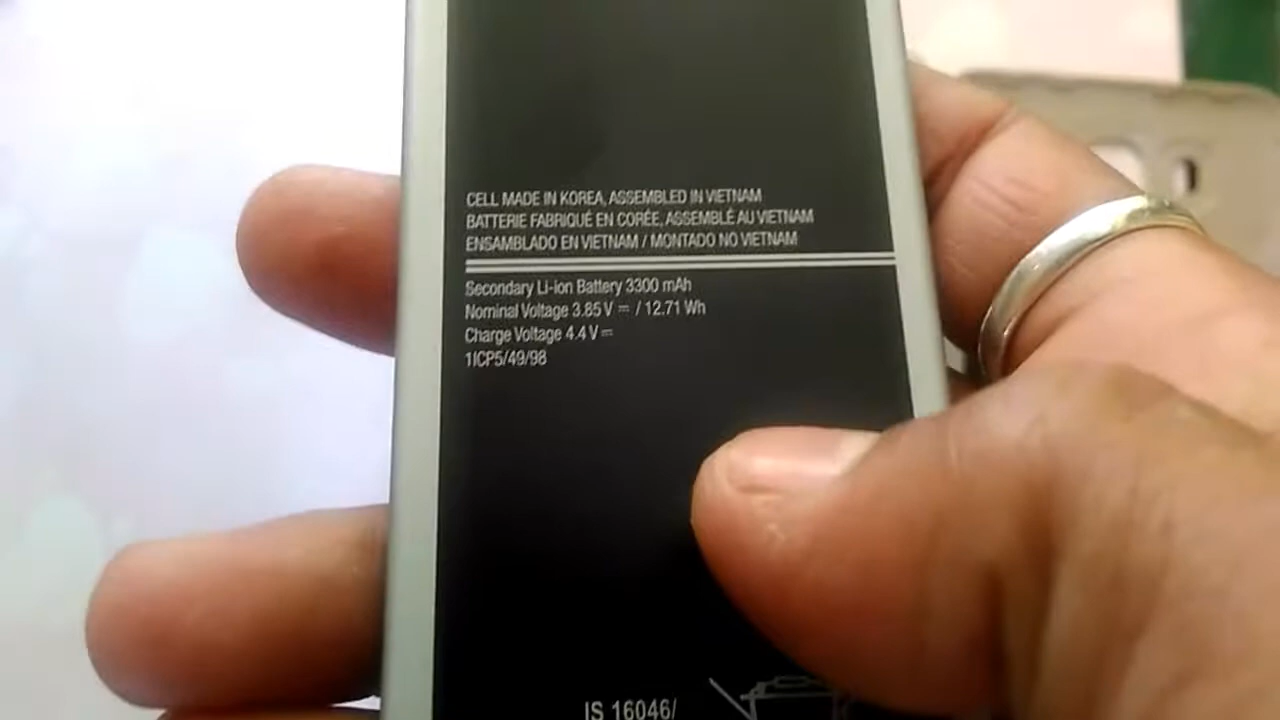 CELL MADE IN KOREA, ASSEMBLED IN VIETNAM
BATTERIE FABRIQUÉ EN CORÉE, ASSEMBLÉ AU VIETNAM
ENSAMBLADO EN VIETNAM / MONTADO NO VIETNAM
Secondary Li-ion Battery 3300 mAh
Nominal Voltage 3.85 V ⎓ / 12.71 Wh
Charge Voltage 4.4 V ⎓
1ICP5/49/98
IS 16046/